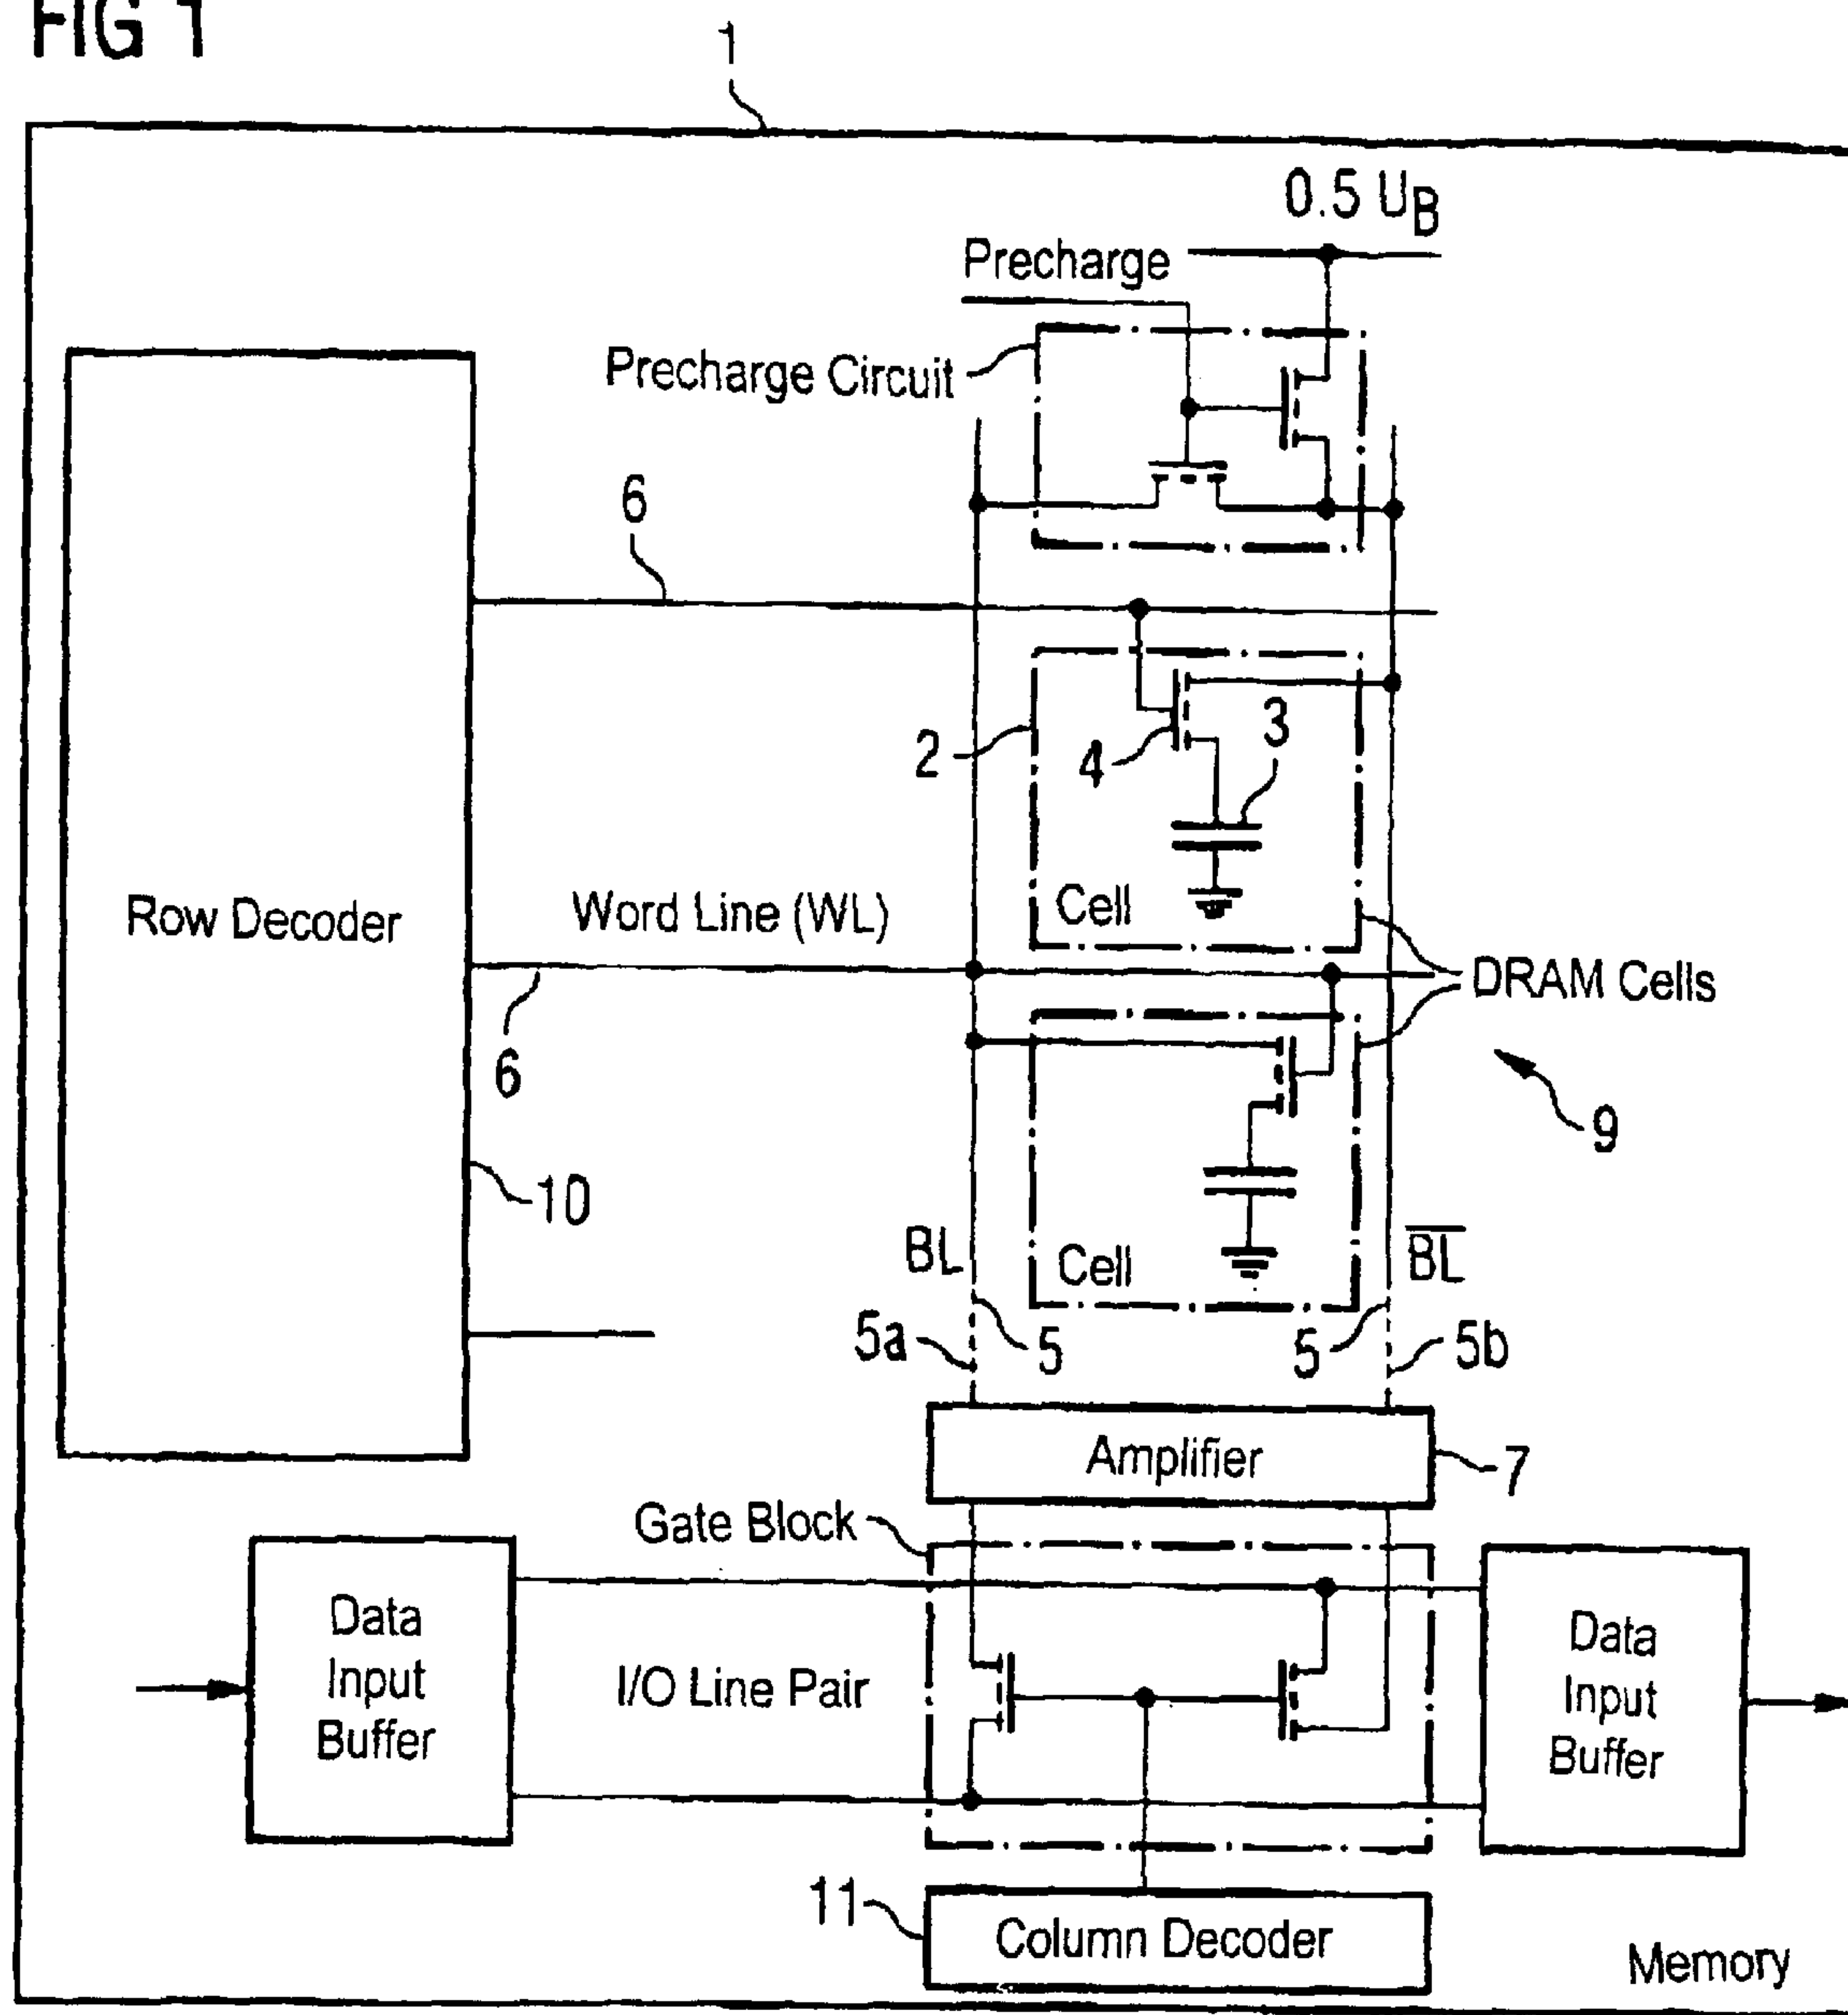 FIG 1
1
0.5 UB
Precharge
Precharge Circuit
6
2
4
3
Cell
Row Decoder
Word Line (WL)
DRAM Cells
6
9
10
BL
Cell
B̅L̅
5a
5
5
5b
Amplifier
7
Gate Block
Data
Input
Buffer
I/O Line Pair
Data
Input
Buffer
11
Column Decoder
Memory